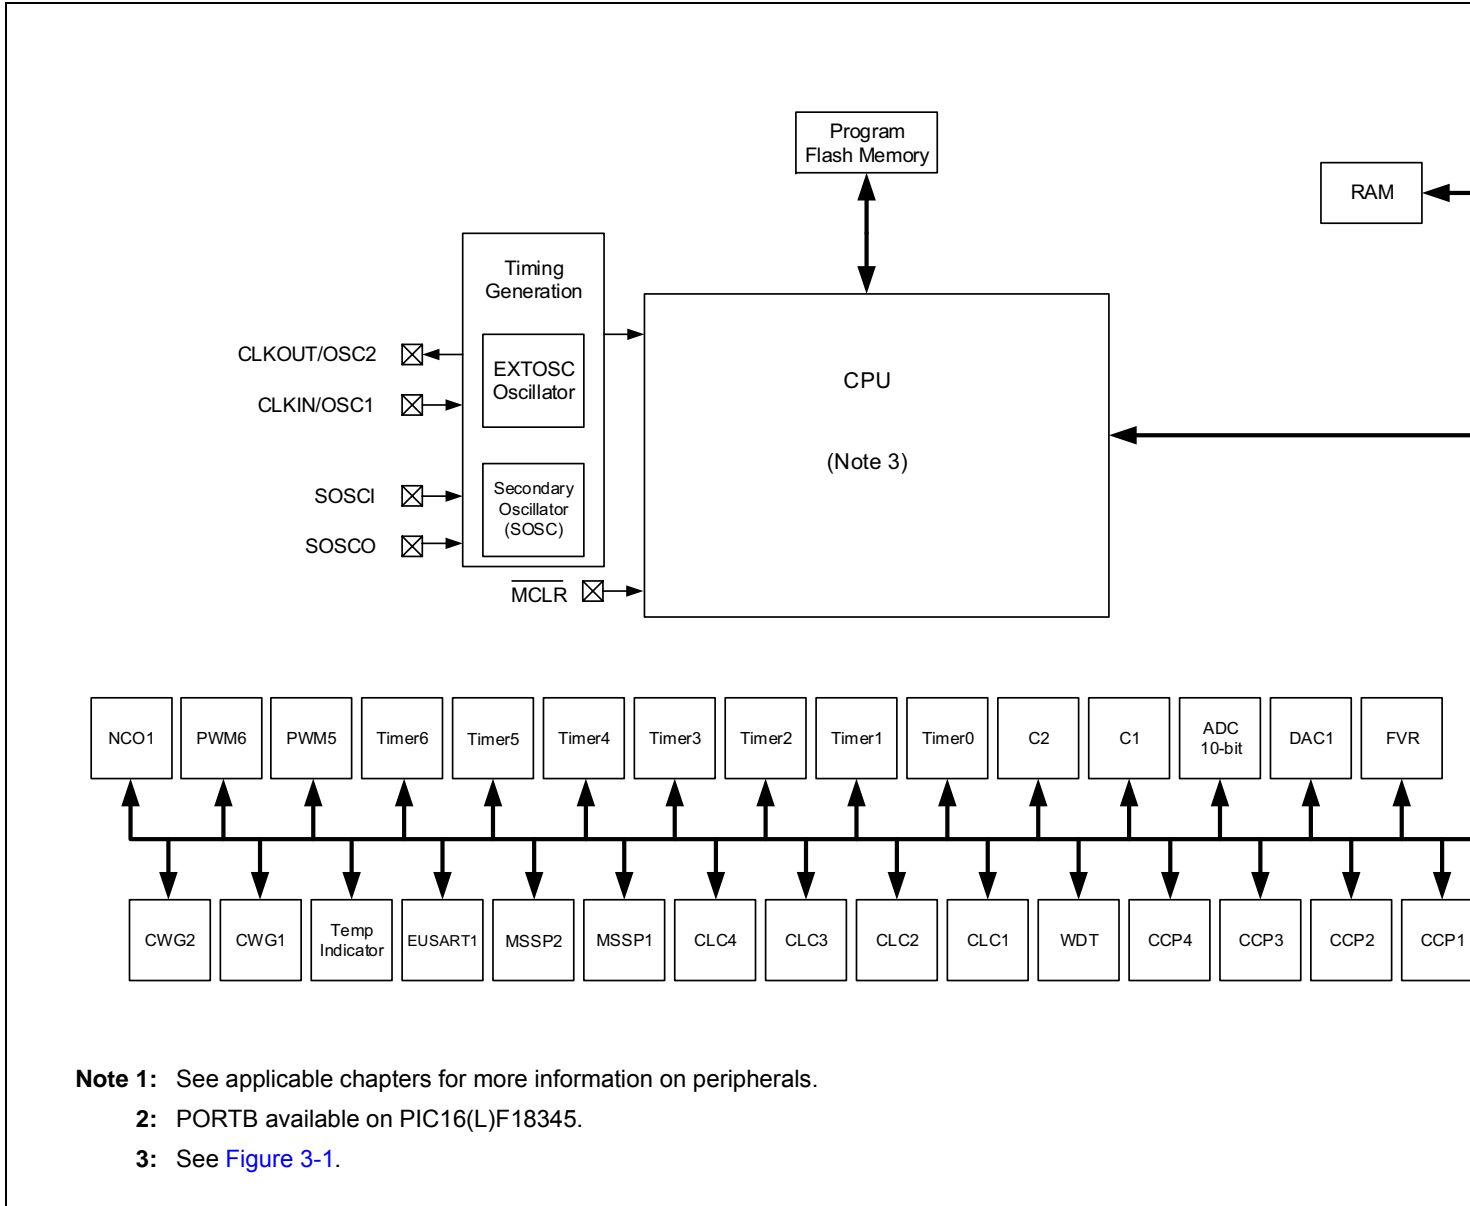 Program
Flash Memory
RAM
Timing
Generation
CLKOUT/OSC2
EXTOSC
Oscillator
CLKIN/OSC1
CPU
(Note 3)
SOSCI
Secondary
Oscillator
(SOSC)
SOSCO
MCLR
NCO1 PWM6 PWM5 Timer6 Timer5 Timer4 Timer3 Timer2 Timer1 Timer0 C2 C1 ADC 10-bit DAC1 FVR
CWG2 CWG1 Temp Indicator EUSART1 MSSP2 MSSP1 CLC4 CLC3 CLC2 CLC1 WDT CCP4 CCP3 CCP2 CCP1
Note 1: See applicable chapters for more information on peripherals.
2: PORTB available on PIC16(L)F18345.
3: See Figure 3-1.